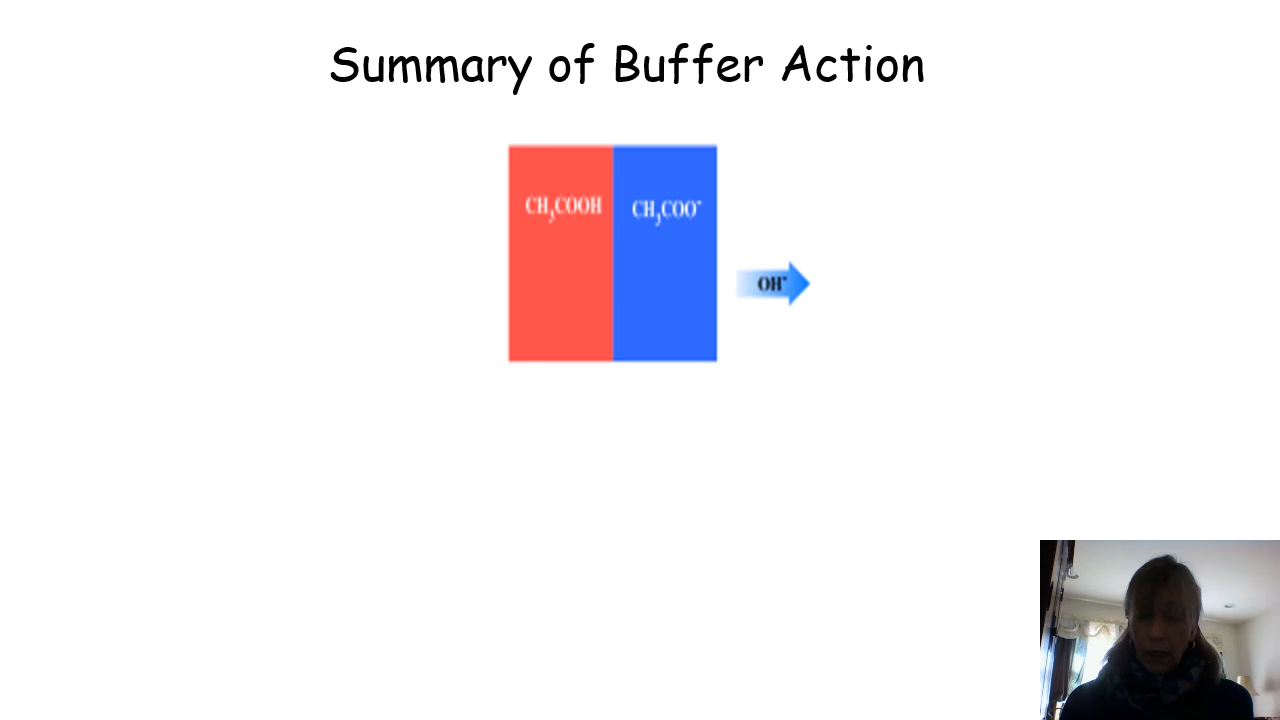 Summary of Buffer Action
CH₃COOH
CH₃COO⁻
OH⁻